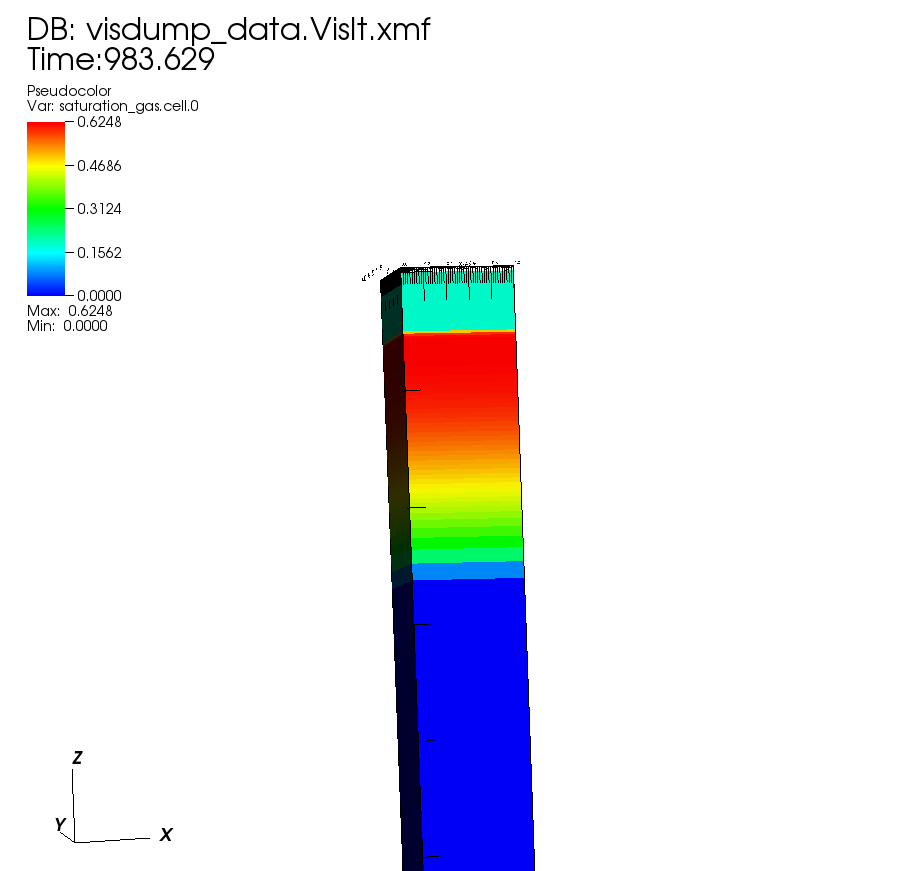 DB: visdump_data.VisIt.xmf
Time:983.629
Pseudocolor
Var: saturation_gas.cell.0
0.6248
0.4686
0.3124
0.1562
0.0000
Max: 0.6248
Min: 0.0000
Z
Y
X